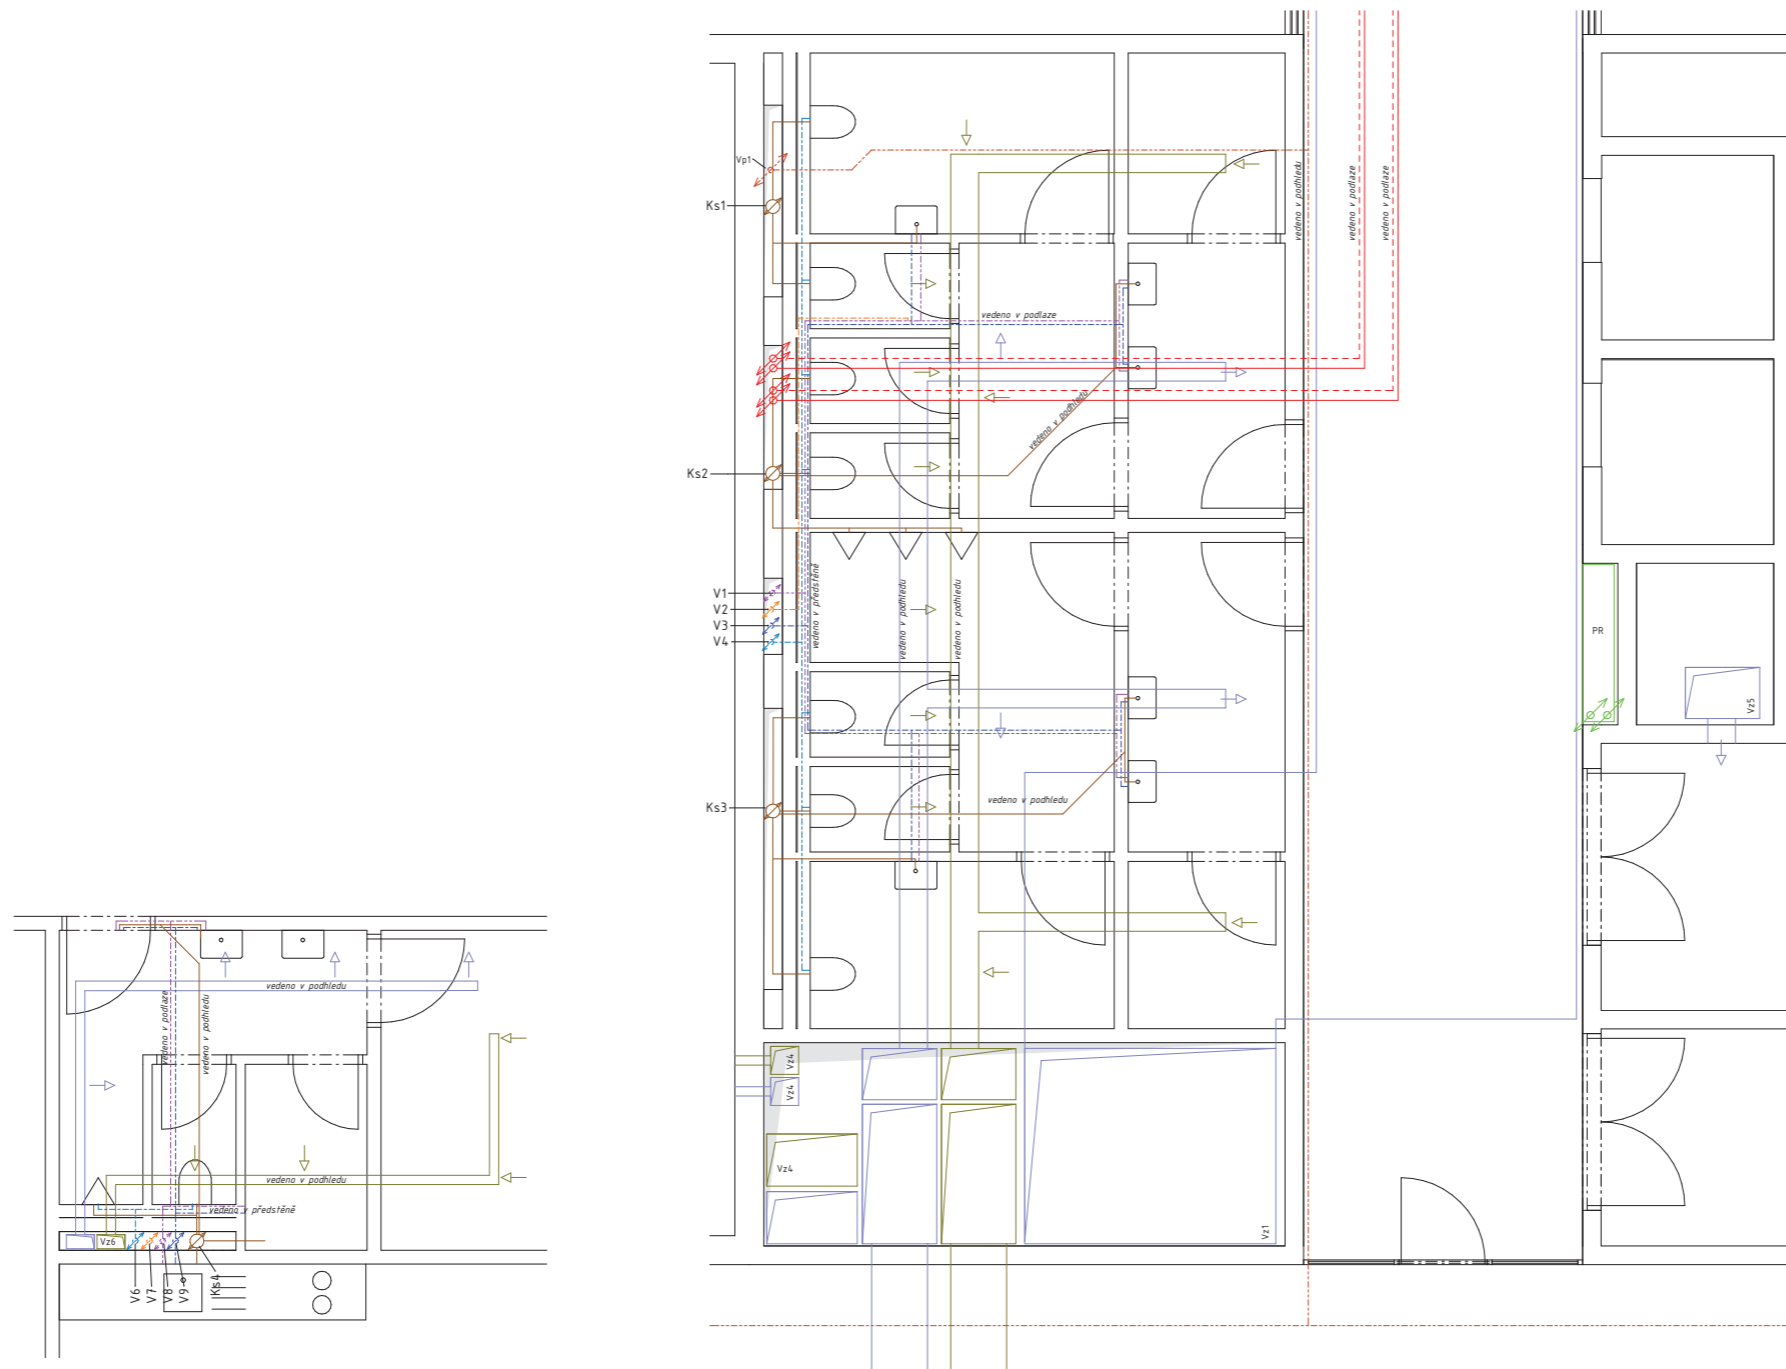 Vp1
Ks1
vedeno v podhledu
vedeno v podlaze
vedeno v podlaze
vedeno v podlaze
vedeno v podhledu
Ks2
vedeno v předstěně
vedeno v podhledu
vedeno v podhledu
V1
V2
V3
V4
PR
Vz5
Ks3
vedeno v podhledu
vedeno v podhledu
vedeno v podlaze
vedeno v podhledu
vedeno v podhledu
vedeno v předstěně
Vz6
V6
V7
V8
V9
Ks4
Vz4
Vz4
Vz4
Vz1